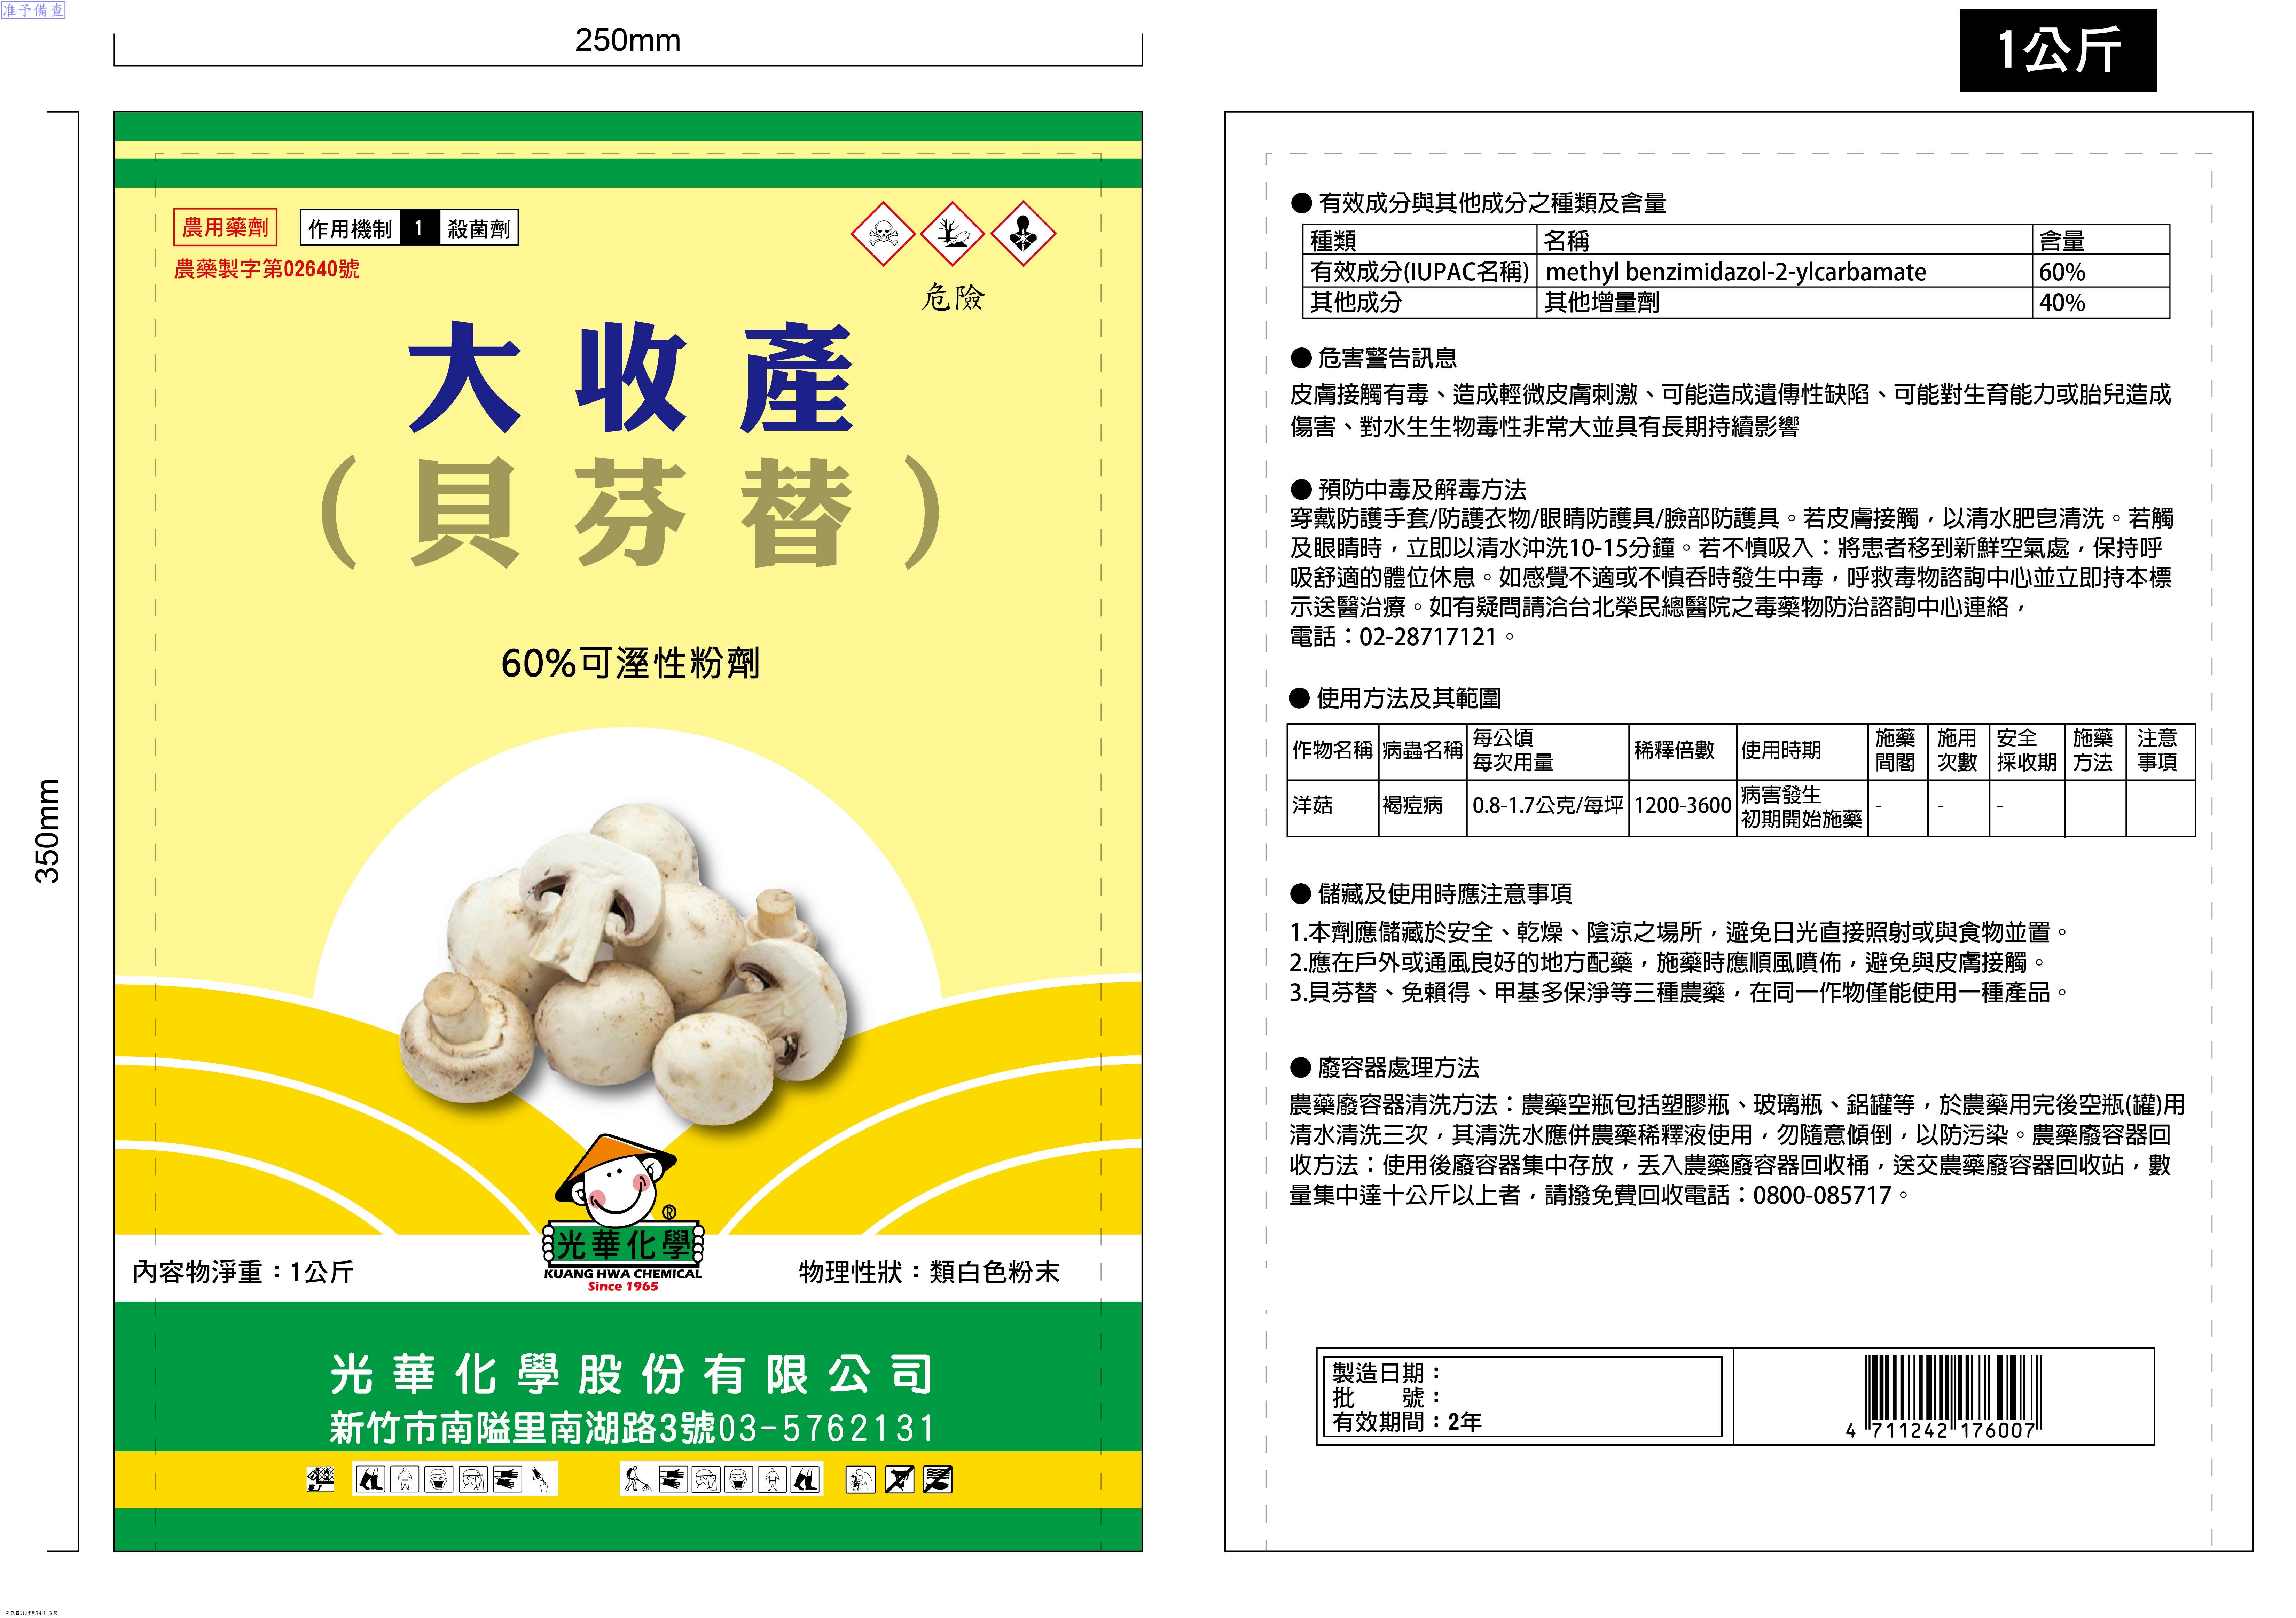 准予備查
250mm
1公斤
350mm
農用藥劑
作用機制 1 殺菌劑
農藥製字第02640號
危險
大收產
(貝芬替)
60%可溼性粉劑
®
光華化學
KUANG HWA CHEMICAL
Since 1965
內容物淨重：1公斤
物理性狀：類白色粉末
光華化學股份有限公司
新竹市南隘里南湖路3號03-5762131
● 有效成分與其他成分之種類及含量
種類 名稱 含量
有效成分(IUPAC名稱) methyl benzimidazol-2-ylcarbamate 60%
其他成分 其他增量劑 40%
● 危害警告訊息
皮膚接觸有毒、造成輕微皮膚刺激、可能造成遺傳性缺陷、可能對生育能力或胎兒造成
傷害、對水生生物毒性非常大並具有長期持續影響
● 預防中毒及解毒方法
穿戴防護手套/防護衣物/眼睛防護具/臉部防護具。若皮膚接觸，以清水肥皂清洗。若觸
及眼睛時，立即以清水沖洗10-15分鐘。若不慎吸入：將患者移到新鮮空氣處，保持呼
吸舒適的體位休息。如感覺不適或不慎吞時發生中毒，呼救毒物諮詢中心並立即持本標
示送醫治療。如有疑問請洽台北榮民總醫院之毒藥物防治諮詢中心連絡，
電話：02-28717121。
● 使用方法及其範圍
作物名稱 病蟲名稱 每公頃 每次用量 稀釋倍數 使用時期 施藥 間閣 施用 次數 安全 採收期 施藥 方法 注意 事項
洋菇 褐痘病 0.8-1.7公克/每坪 1200-3600 病害發生 初期開始施藥 - - -
● 儲藏及使用時應注意事項
1.本劑應儲藏於安全、乾燥、陰涼之場所，避免日光直接照射或與食物並置。
2.應在戶外或通風良好的地方配藥，施藥時應順風噴佈，避免與皮膚接觸。
3.貝芬替、免賴得、甲基多保淨等三種農藥，在同一作物僅能使用一種產品。
● 廢容器處理方法
農藥廢容器清洗方法：農藥空瓶包括塑膠瓶、玻璃瓶、鋁罐等，於農藥用完後空瓶(罐)用
清水清洗三次，其清洗水應併農藥稀釋液使用，勿隨意傾倒，以防污染。農藥廢容器回
收方法：使用後廢容器集中存放，丟入農藥廢容器回收桶，送交農藥廢容器回收站，數
量集中達十公斤以上者，請撥免費回收電話：0800-085717。
製造日期：
批　　號：
有效期間：2年
4 711242 176007